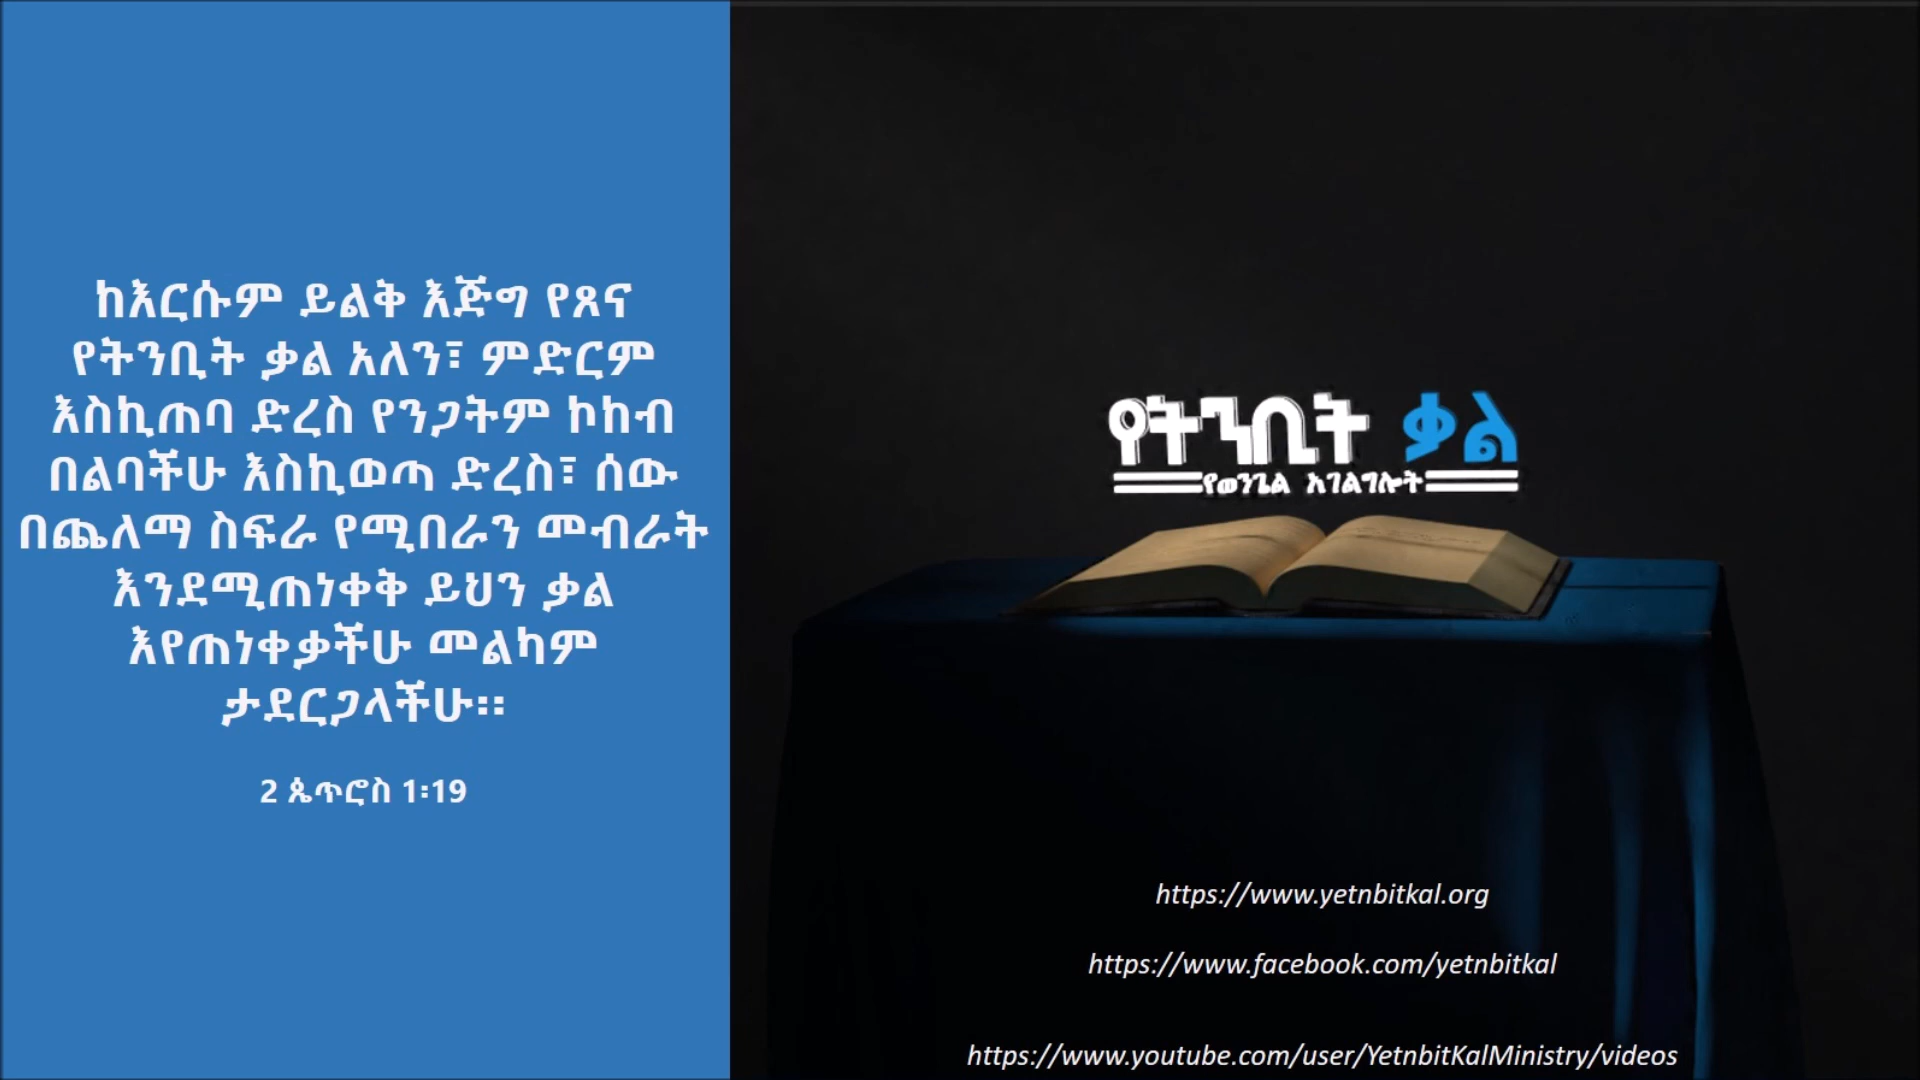 ከእርሱም ይልቅ እጅግ የጸና
የትንቢት ቃል አለን፣ ምድርም
እስኪጠባ ድረስ የንጋትም ኮከብ
በልባችሁ እስኪወጣ ድረስ፣ ሰው
በጨለማ ስፍራ የሚበራን መብራት
እንደሚጠነቀቅ ይህን ቃል
እየጠነቀቃችሁ መልካም
ታደርጋላችሁ።
2 ጴጥሮስ 1፡19
የትንቢት ቃል
የወንጌል አገልግሎት
https://www.yetnbitkal.org
https://www.facebook.com/yetnbitkal
https://www.youtube.com/user/YetnbitKalMinistry/videos